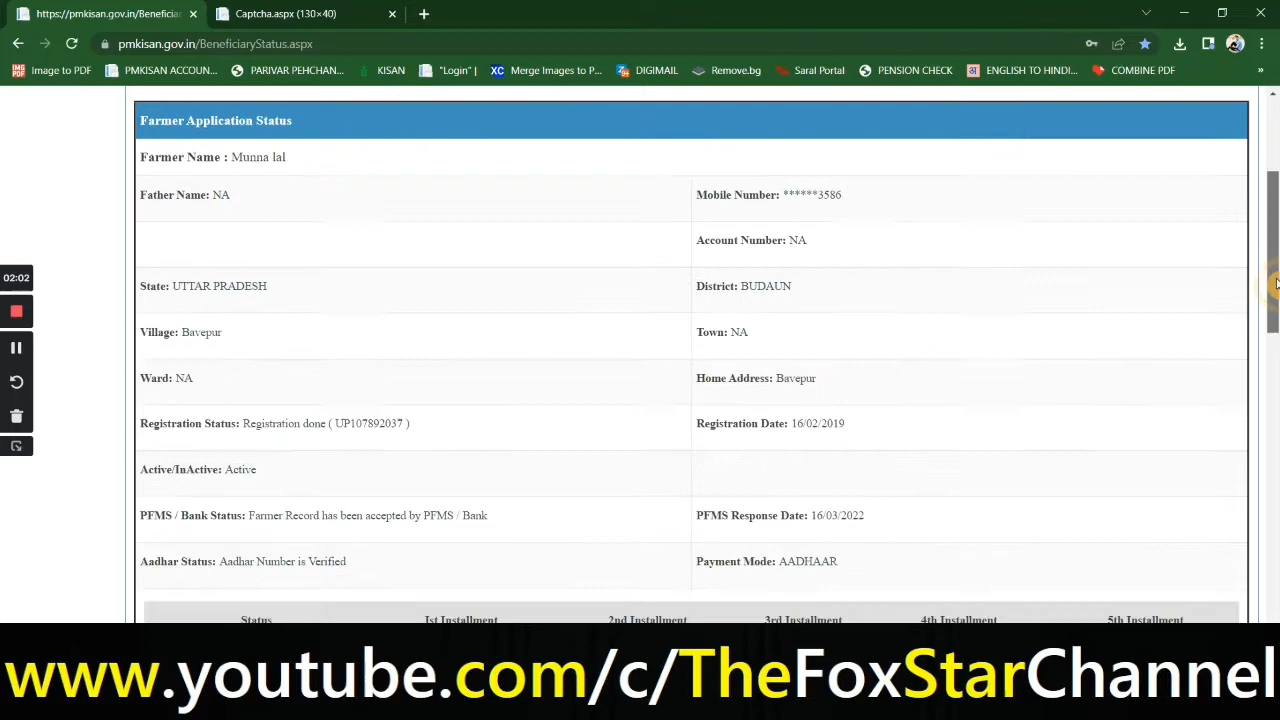 https://pmkisan.gov.in/Beneficia
Captcha.aspx (130×40)
pmkisan.gov.in/BeneficiaryStatus.aspx
Image to PDF
PMKISAN ACCOUN...
PARIVAR PEHCHAN...
KISAN
"Login" |
Merge Images to P...
DIGIMAIL
Remove.bg
Saral Portal
PENSION CHECK
ENGLISH TO HINDI...
COMBINE PDF
»
Farmer Application Status
Farmer Name : Munna lal
Father Name: NA
Mobile Number: ******3586
Account Number: NA
State: UTTAR PRADESH
District: BUDAUN
Village: Bavepur
Town: NA
Ward: NA
Home Address: Bavepur
Registration Status: Registration done ( UP107892037 )
Registration Date: 16/02/2019
Active/InActive: Active
PFMS / Bank Status: Farmer Record has been accepted by PFMS / Bank
PFMS Response Date: 16/03/2022
Aadhar Status: Aadhar Number is Verified
Payment Mode: AADHAAR
Status
Ist Installment
2nd Installment
3rd Installment
4th Installment
5th Installment
02:02
www.youtube.com/c/TheFoxStarChannel